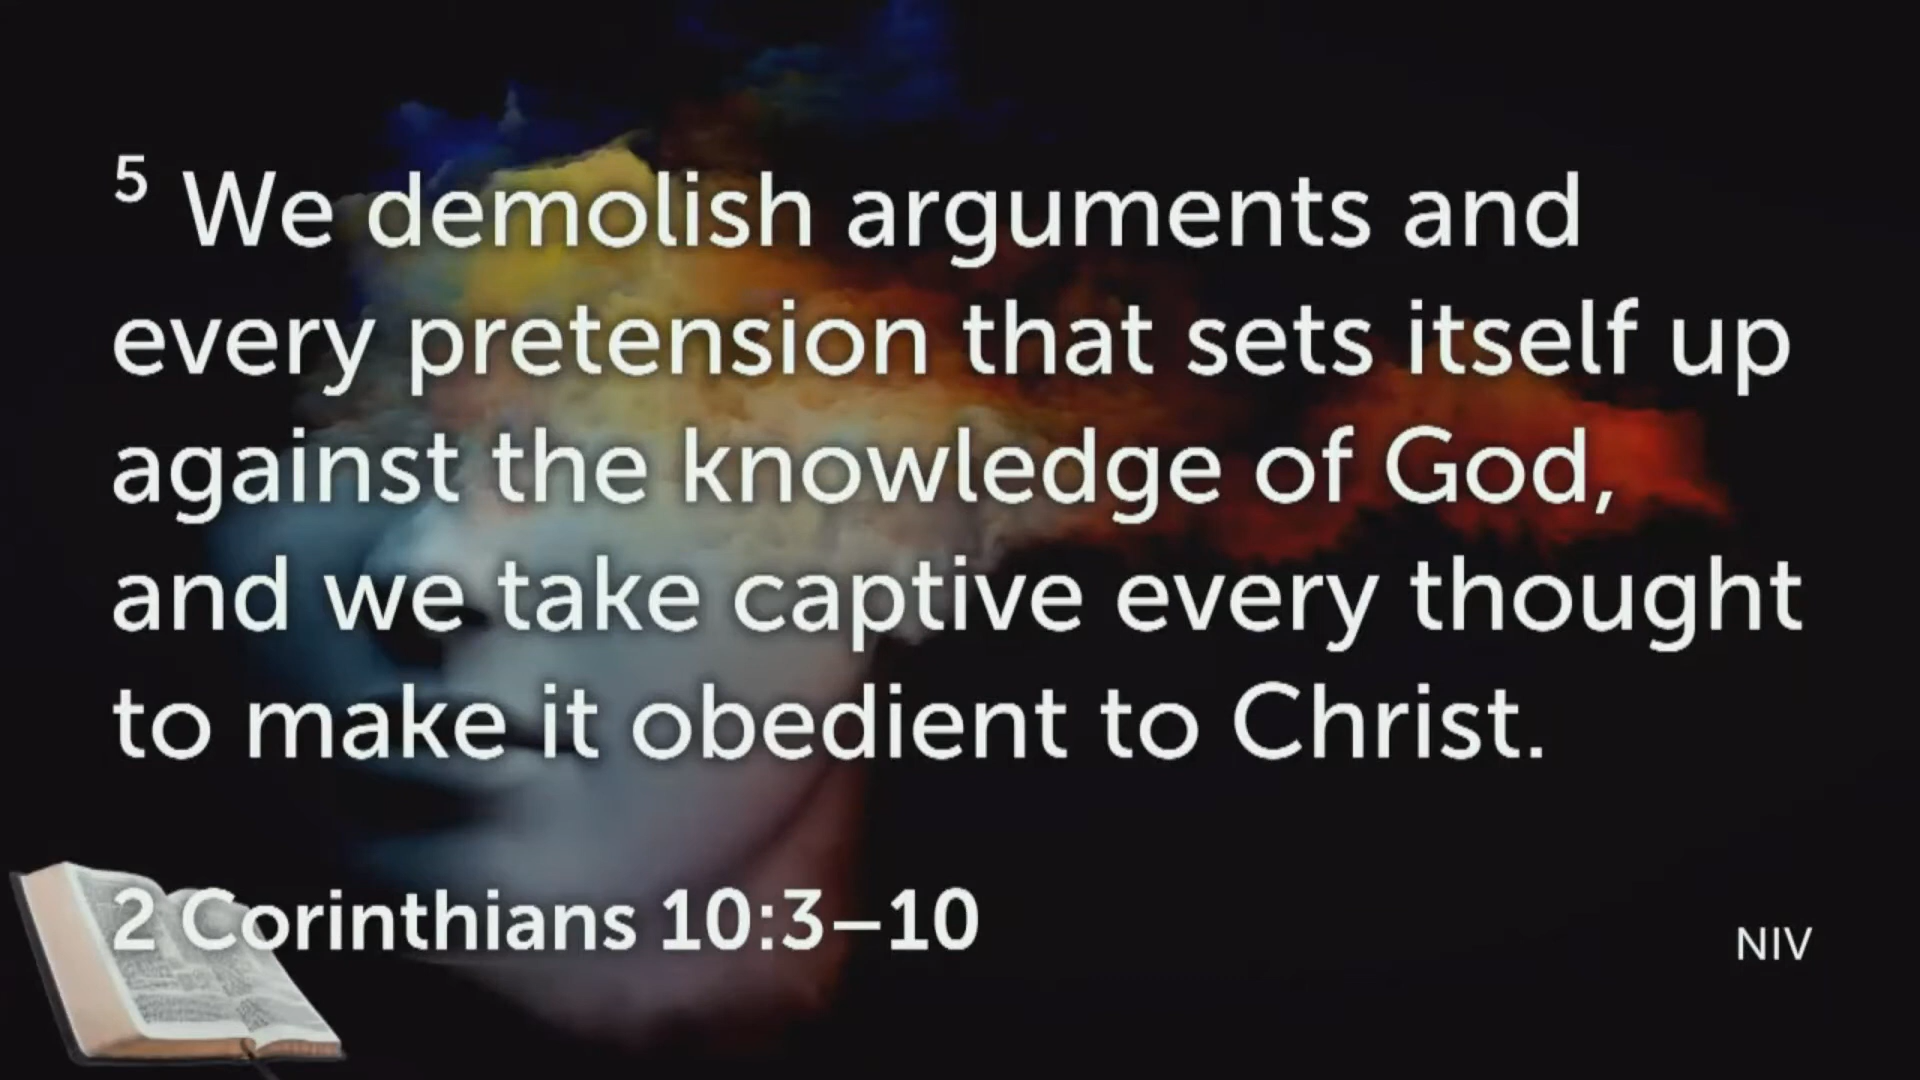 5 We demolish arguments and
every pretension that sets itself up
against the knowledge of God,
and we take captive every thought
to make it obedient to Christ.
2 Corinthians 10:3–10
NIV